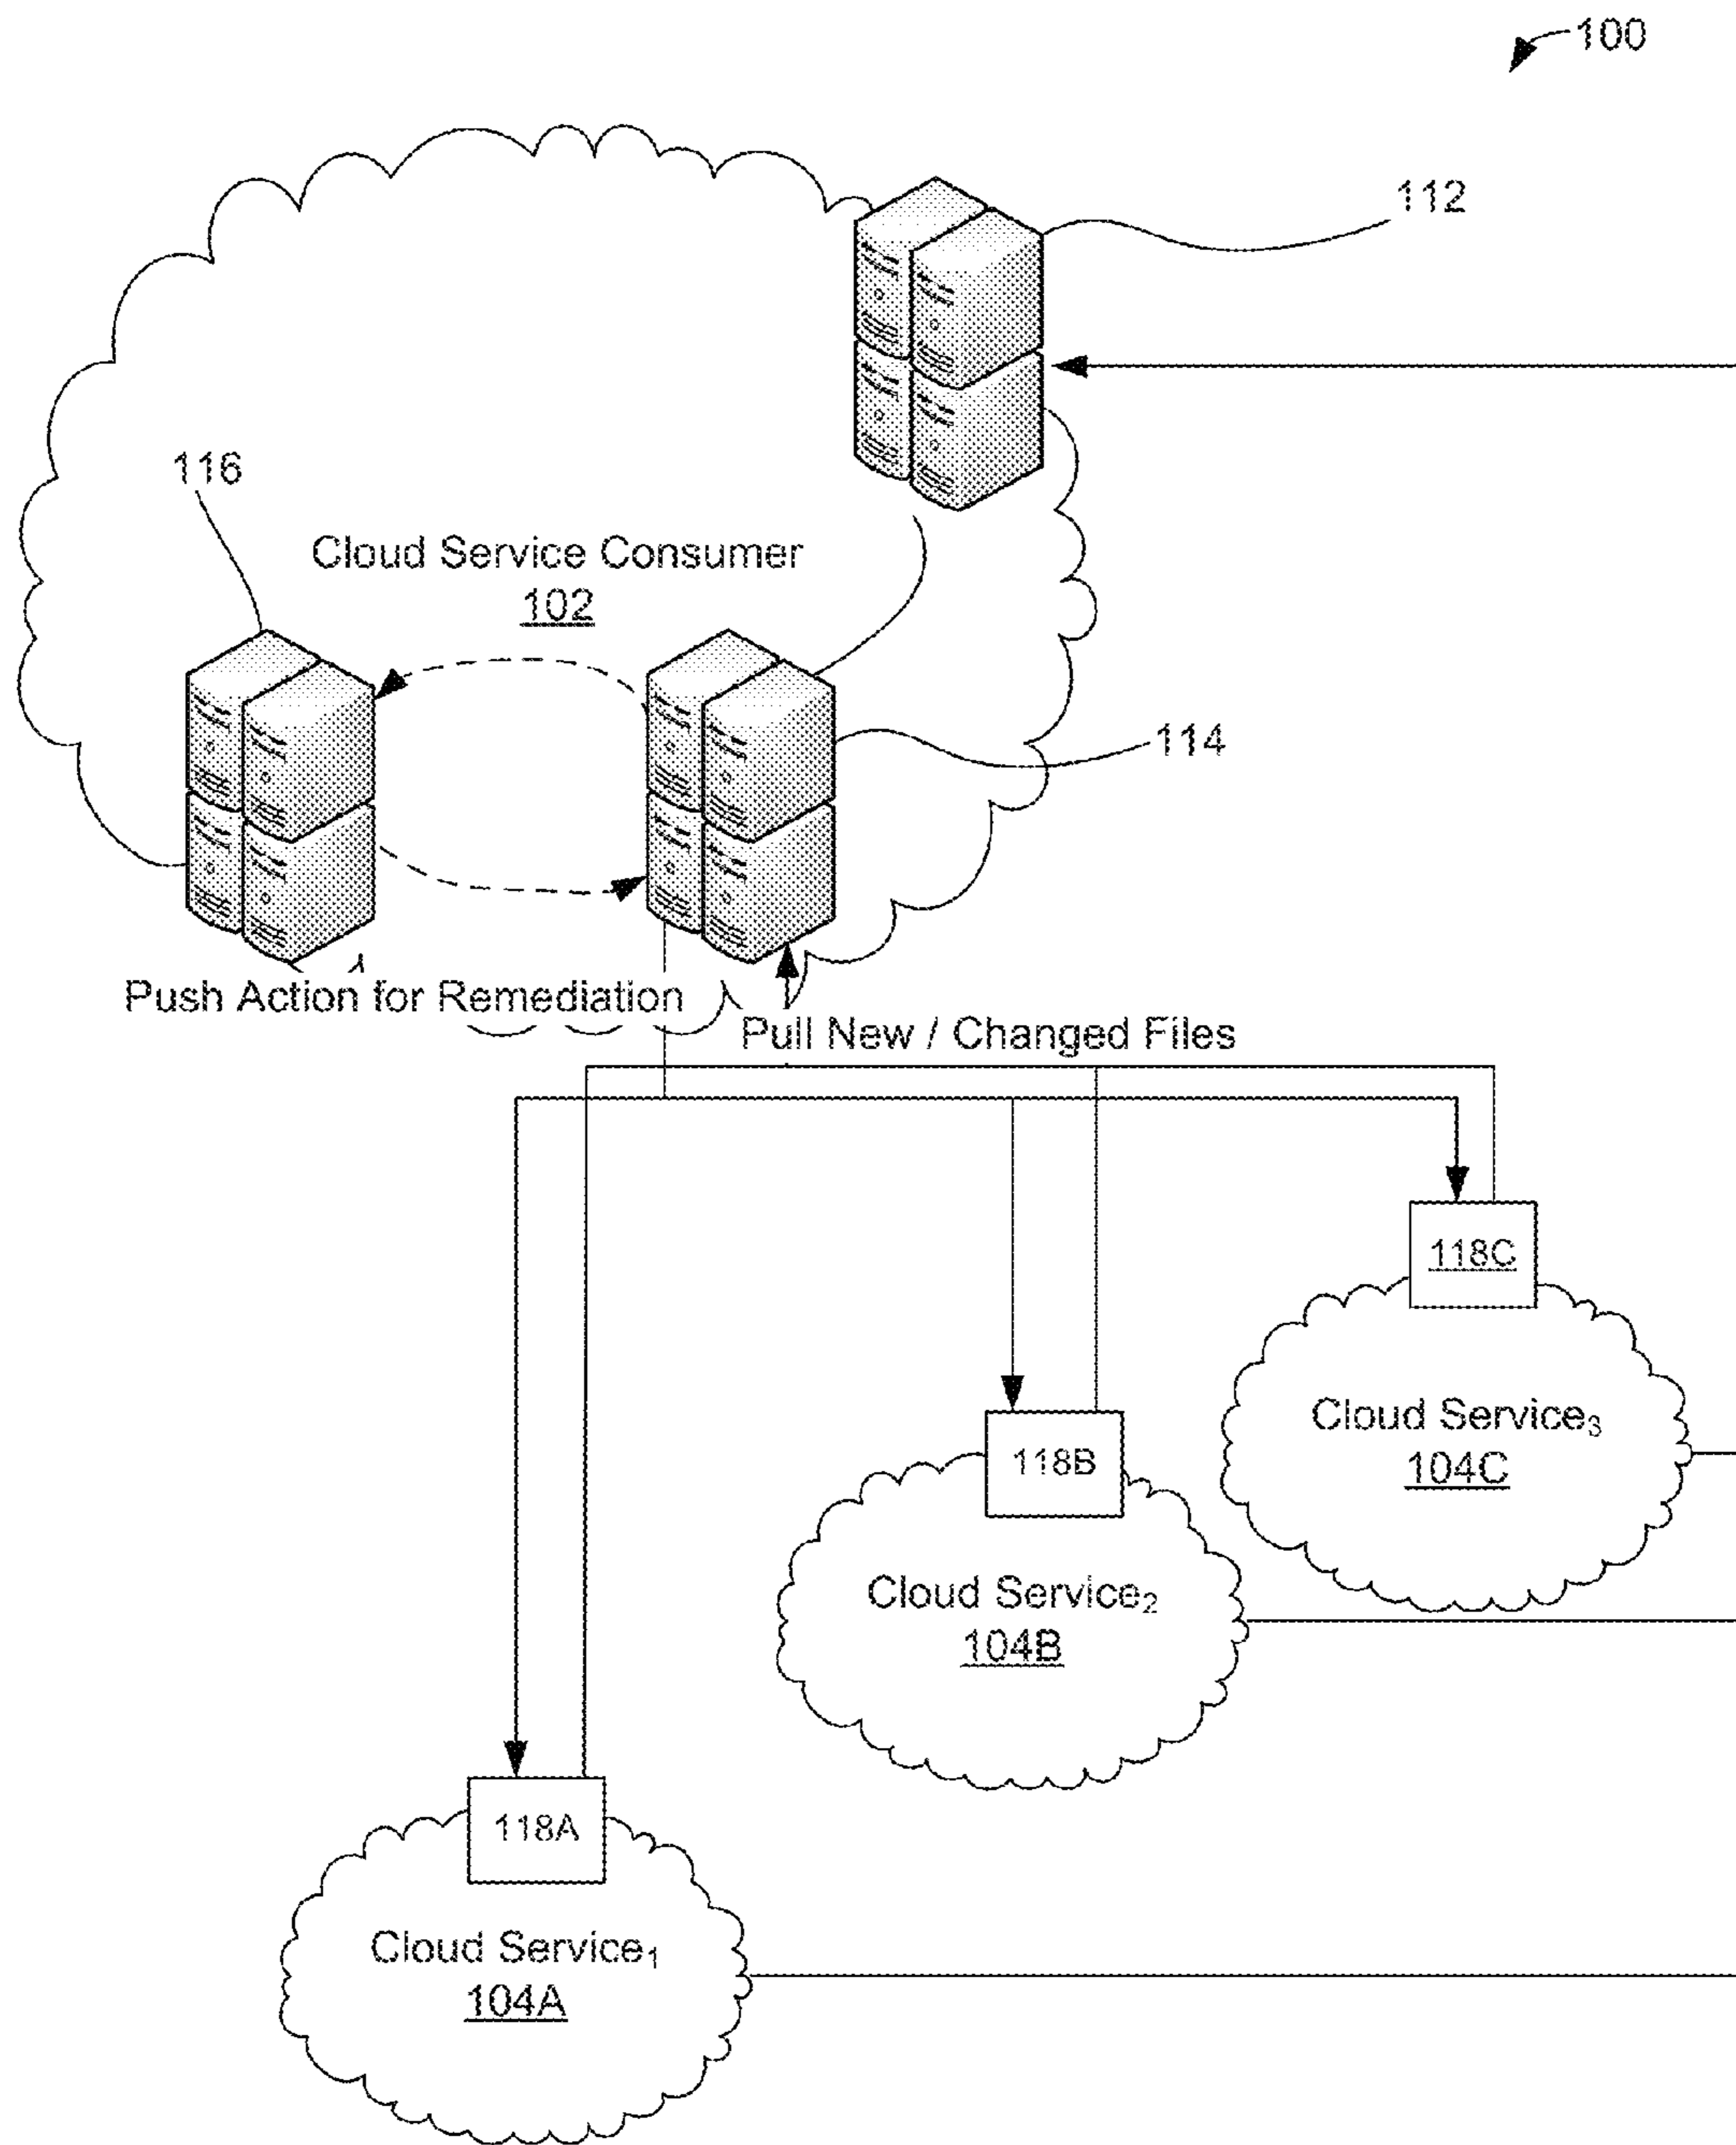 100
112
116
Cloud Service Consumer
102
114
Push Action for Remediation
Pull New / Changed Files
118C
Cloud Service₃
104C
118B
Cloud Service₂
104B
118A
Cloud Service₁
104A